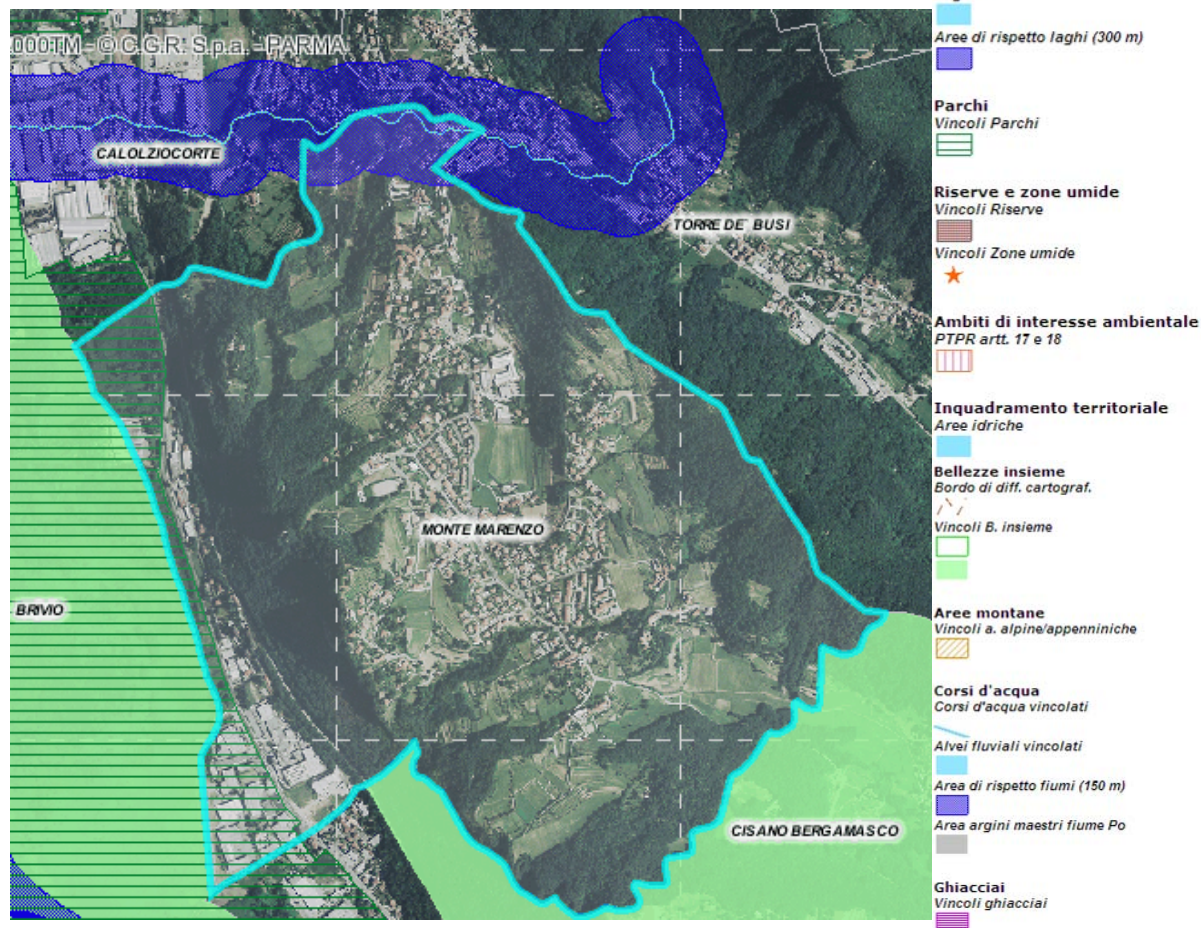 .000TM - © C.G.R. S.p.a. - PARMA
CALOLZIOCORTE
TORRE DE` BUSI
MONTE MARENZO
BRIVIO
CISANO BERGAMASCO
Aree di rispetto laghi (300 m)
Parchi
Vincoli Parchi
Riserve e zone umide
Vincoli Riserve
Vincoli Zone umide
Ambiti di interesse ambientale
PTPR artt. 17 e 18
Inquadramento territoriale
Aree idriche
Bellezze insieme
Bordo di diff. cartograf.
Vincoli B. insieme
Aree montane
Vincoli a. alpine/appenniniche
Corsi d'acqua
Corsi d'acqua vincolati
Alvei fluviali vincolati
Area di rispetto fiumi (150 m)
Area argini maestri fiume Po
Ghiacciai
Vincoli ghiacciai